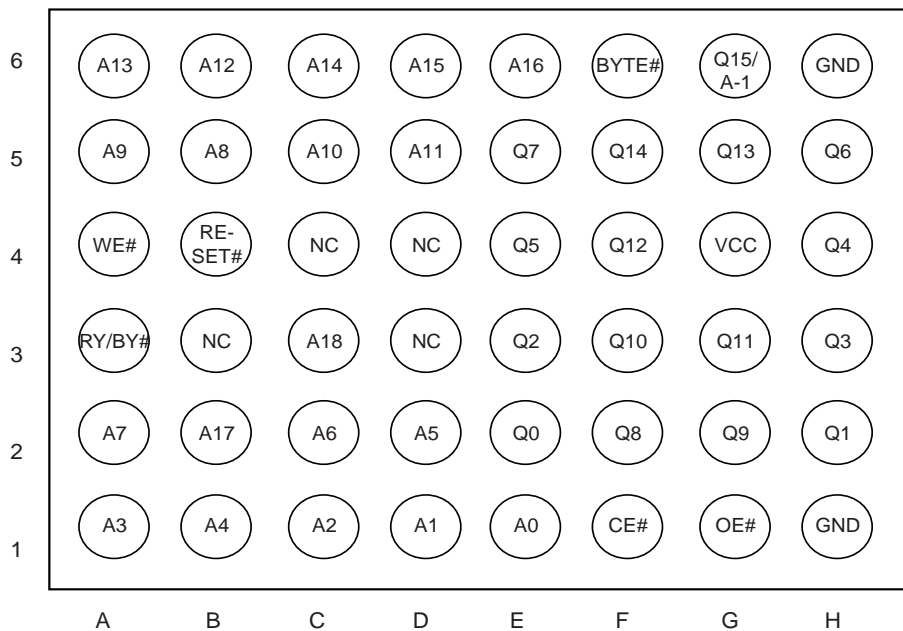 6 A13 A12 A14 A15 A16 BYTE# Q15/
A-1 GND
5 A9 A8 A10 A11 Q7 Q14 Q13 Q6
4 WE# RE-
SET# NC NC Q5 Q12 VCC Q4
3 RY/BY# NC A18 NC Q2 Q10 Q11 Q3
2 A7 A17 A6 A5 Q0 Q8 Q9 Q1
1 A3 A4 A2 A1 A0 CE# OE# GND
A B C D E F G H